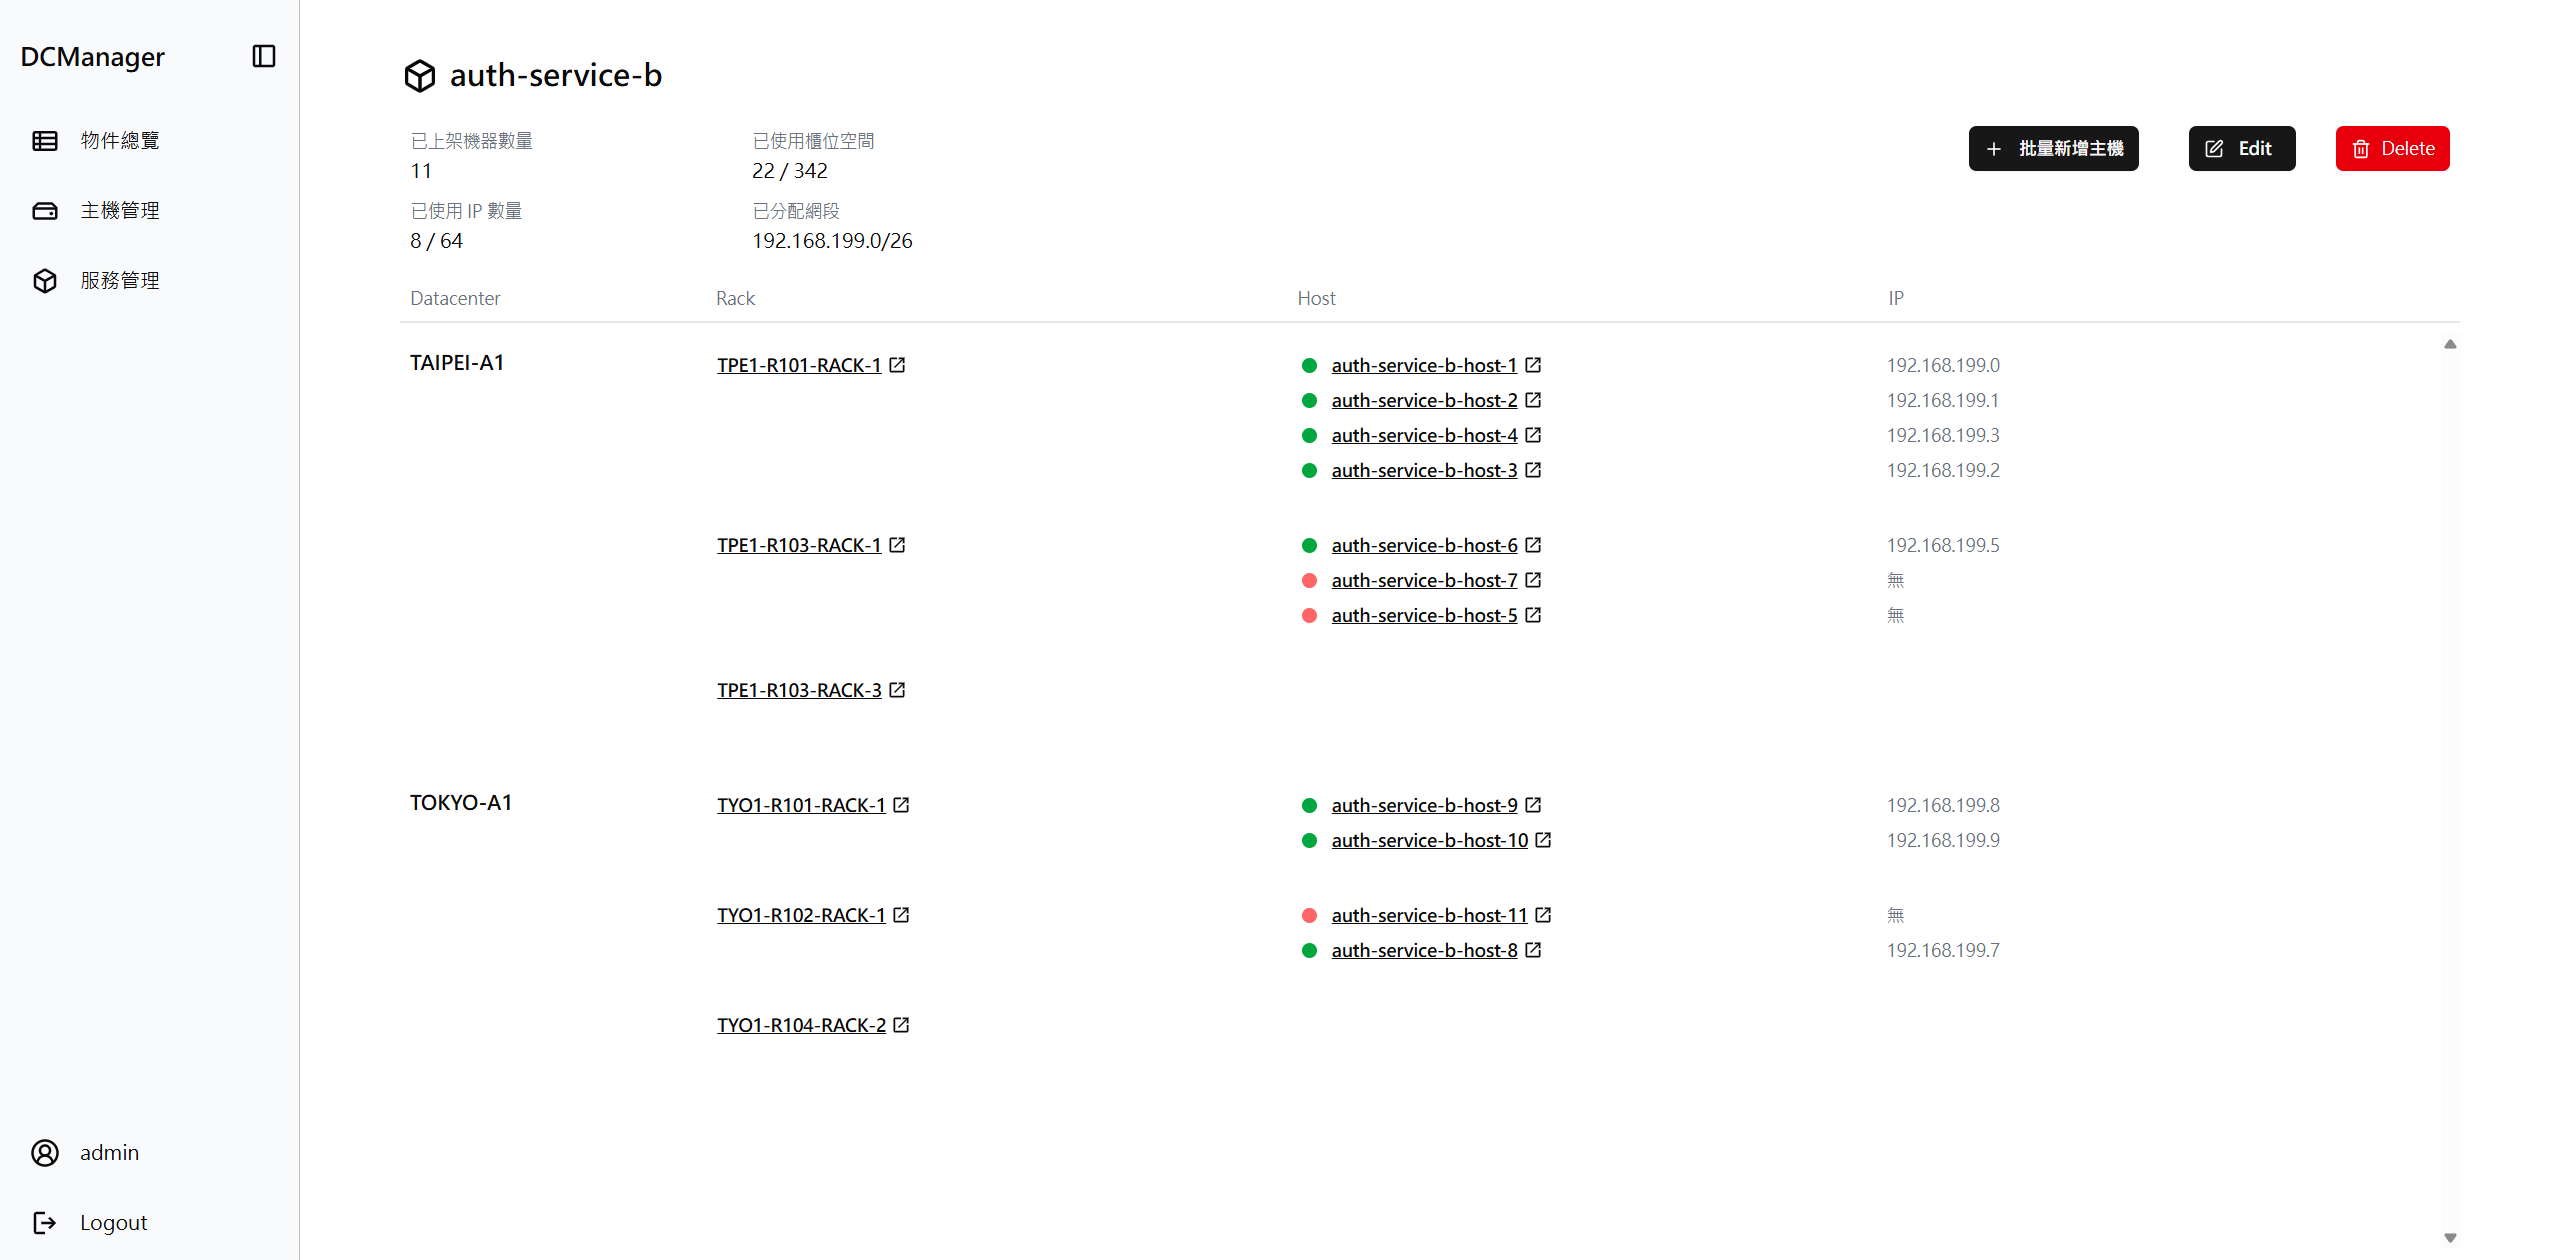 DCManager
物件總覽
主機管理
服務管理
admin
Logout
auth-service-b
已上架機器數量 已使用櫃位空間
11 22 / 342
已使用 IP 數量 已分配網段
8 / 64 192.168.199.0/26
批量新增主機 Edit Delete
Datacenter Rack Host IP
TAIPEI-A1 TPE1-R101-RACK-1 auth-service-b-host-1 192.168.199.0
auth-service-b-host-2 192.168.199.1
auth-service-b-host-4 192.168.199.3
auth-service-b-host-3 192.168.199.2
TPE1-R103-RACK-1 auth-service-b-host-6 192.168.199.5
auth-service-b-host-7 無
auth-service-b-host-5 無
TPE1-R103-RACK-3
TOKYO-A1 TYO1-R101-RACK-1 auth-service-b-host-9 192.168.199.8
auth-service-b-host-10 192.168.199.9
TYO1-R102-RACK-1 auth-service-b-host-11 無
auth-service-b-host-8 192.168.199.7
TYO1-R104-RACK-2